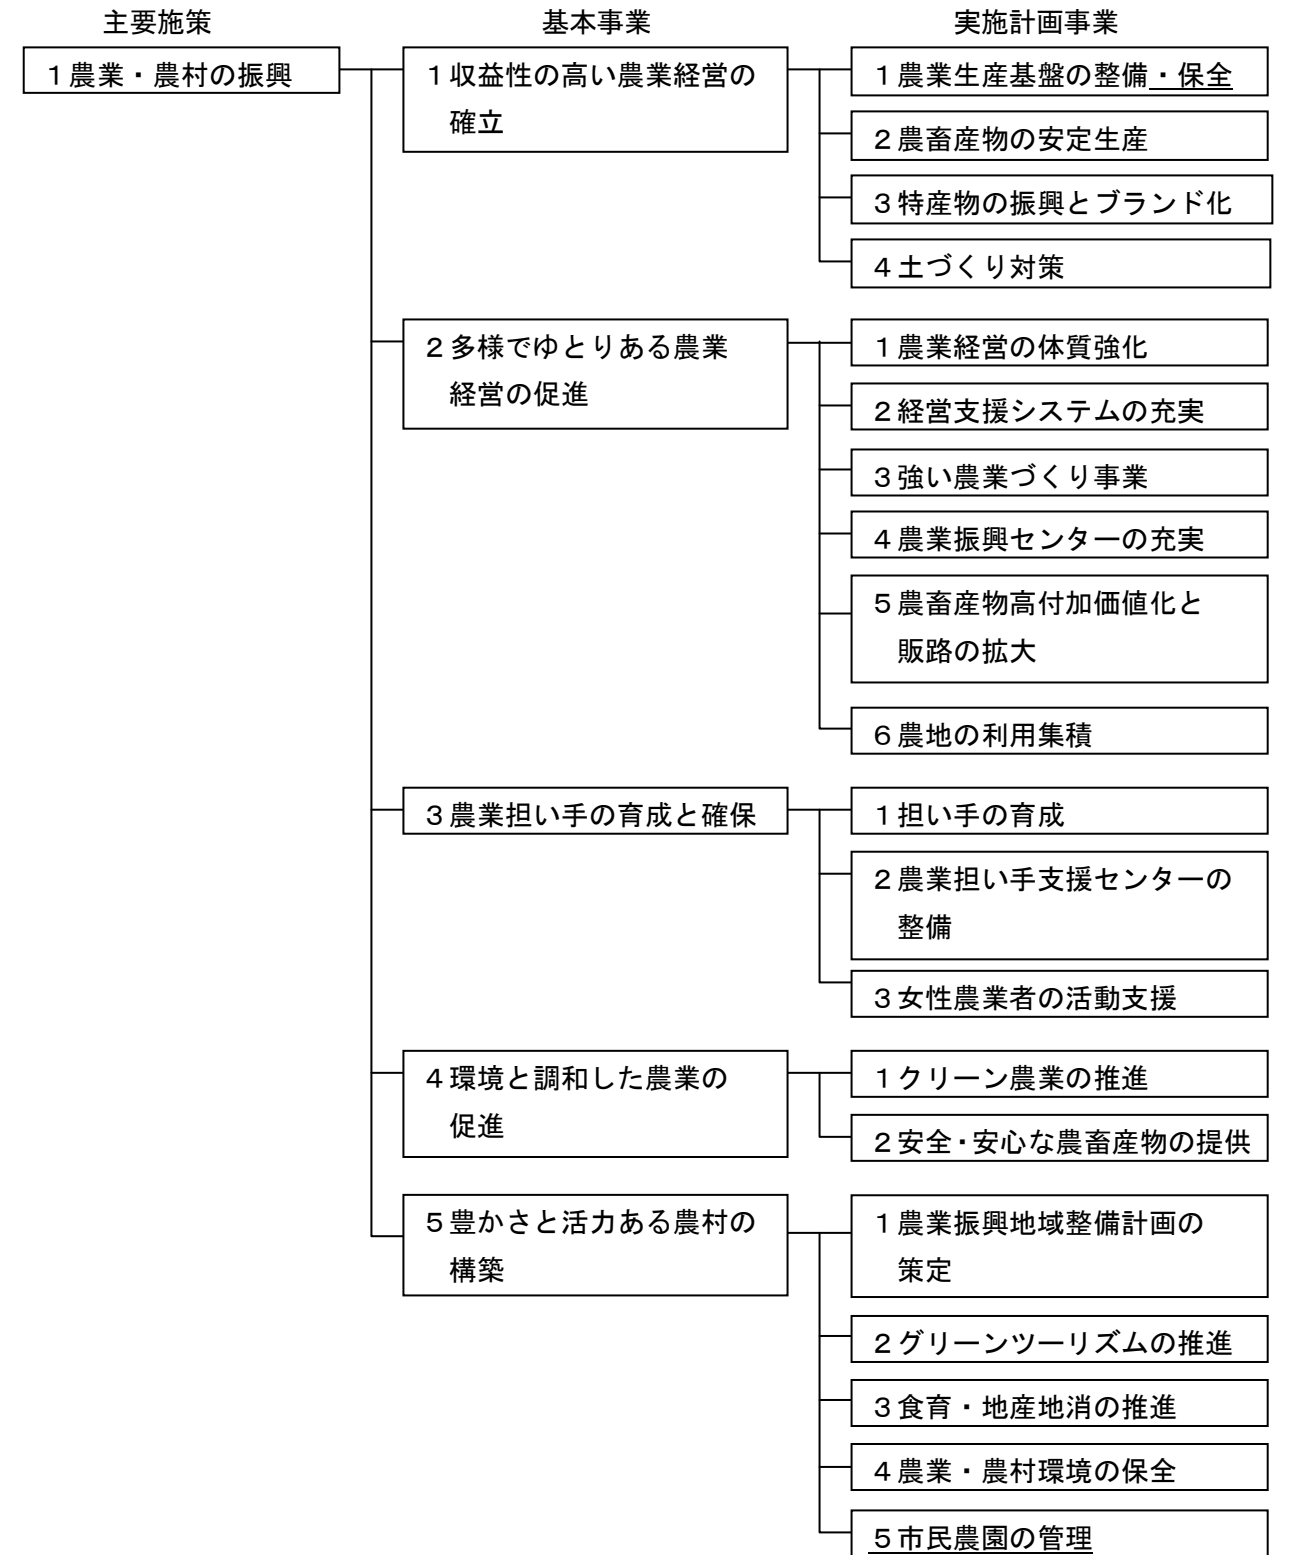 主要施策
基本事業
実施計画事業
1農業・農村の振興
1収益性の高い農業経営の
確立
1農業生産基盤の整備・保全
2農畜産物の安定生産
3特産物の振興とブランド化
4土づくり対策
2多様でゆとりある農業
経営の促進
1農業経営の体質強化
2経営支援システムの充実
3強い農業づくり事業
4農業振興センターの充実
5農畜産物高付加価値化と
販路の拡大
6農地の利用集積
3農業担い手の育成と確保
1担い手の育成
2農業担い手支援センターの
整備
3女性農業者の活動支援
4環境と調和した農業の
促進
1クリーン農業の推進
2安全・安心な農畜産物の提供
5豊かさと活力ある農村の
構築
1農業振興地域整備計画の
策定
2グリーンツーリズムの推進
3食育・地産地消の推進
4農業・農村環境の保全
5市民農園の管理